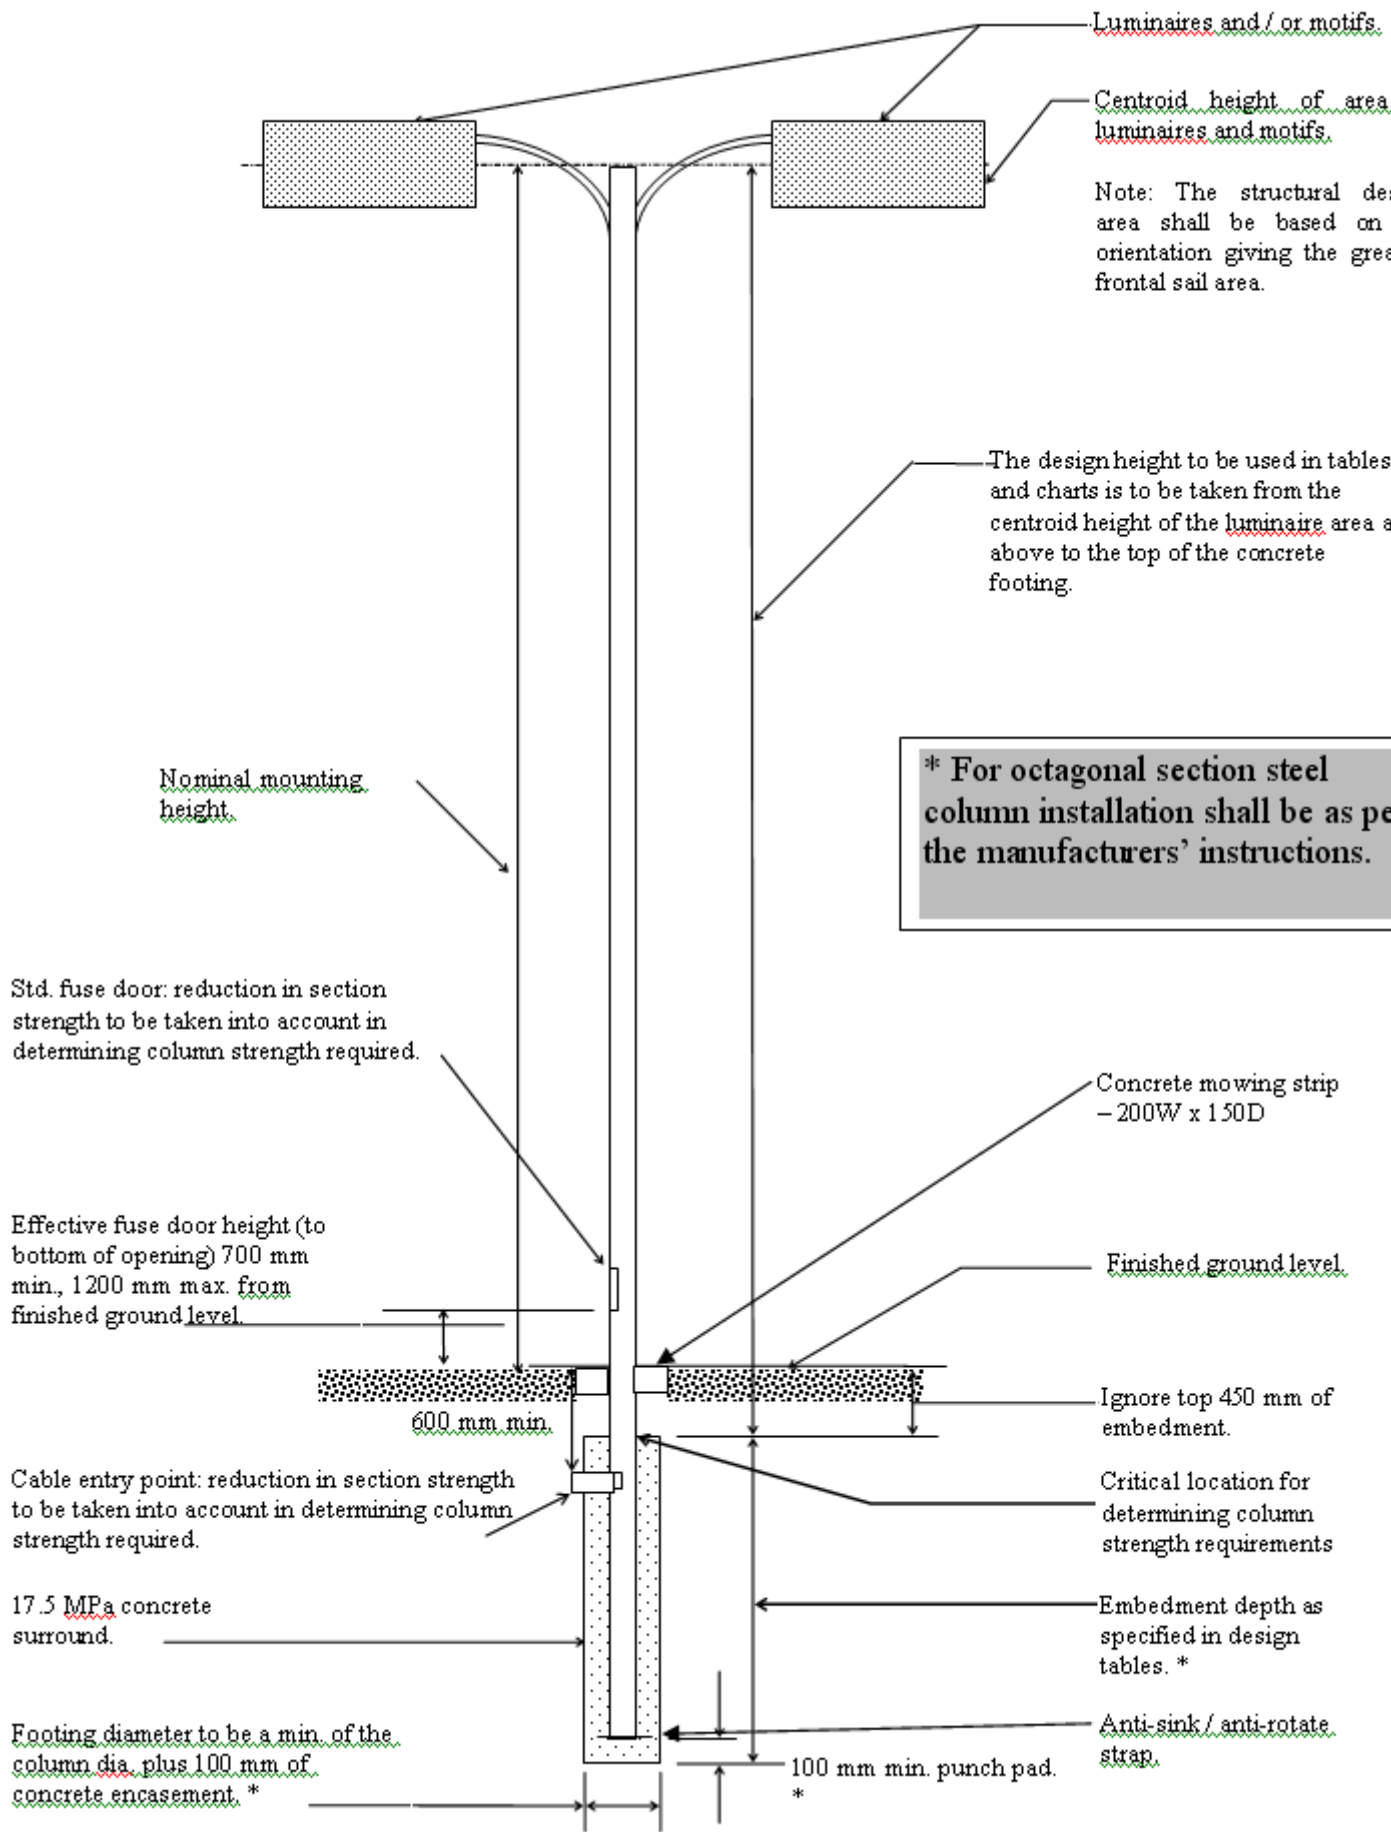 Luminaires and / or motifs.
Centroid height of area
luminaires and motifs.
Note: The structural
area shall be based on
orientation giving the
frontal sail area.
The design height to be used in tables
and charts is to be taken from the
centroid height of the luminaire area
above to the top of the concrete
footing.
* For octagonal section steel
column installation shall be as
the manufacturers' instructions.
Nominal mounting
height.
Std. fuse door: reduction in section
strength to be taken into account in
determining column strength required.
Concrete mowing strip
– 200W x 150D
Effective fuse door height (to
bottom of opening) 700 mm
min., 1200 mm max. from
finished ground level.
Finished ground level.
600 mm min.
Ignore top 450 mm of
embedment.
Cable entry point: reduction in section strength
to be taken into account in determining column
strength required.
Critical location for
determining column
strength requirements
17.5 MPa concrete
surround.
Embedment depth as
specified in design
tables. *
Footing diameter to be a min. of the
column dia. plus 100 mm of
concrete encasement. *
100 mm min. punch pad.
*
Anti-sink / anti-rotate
strap.